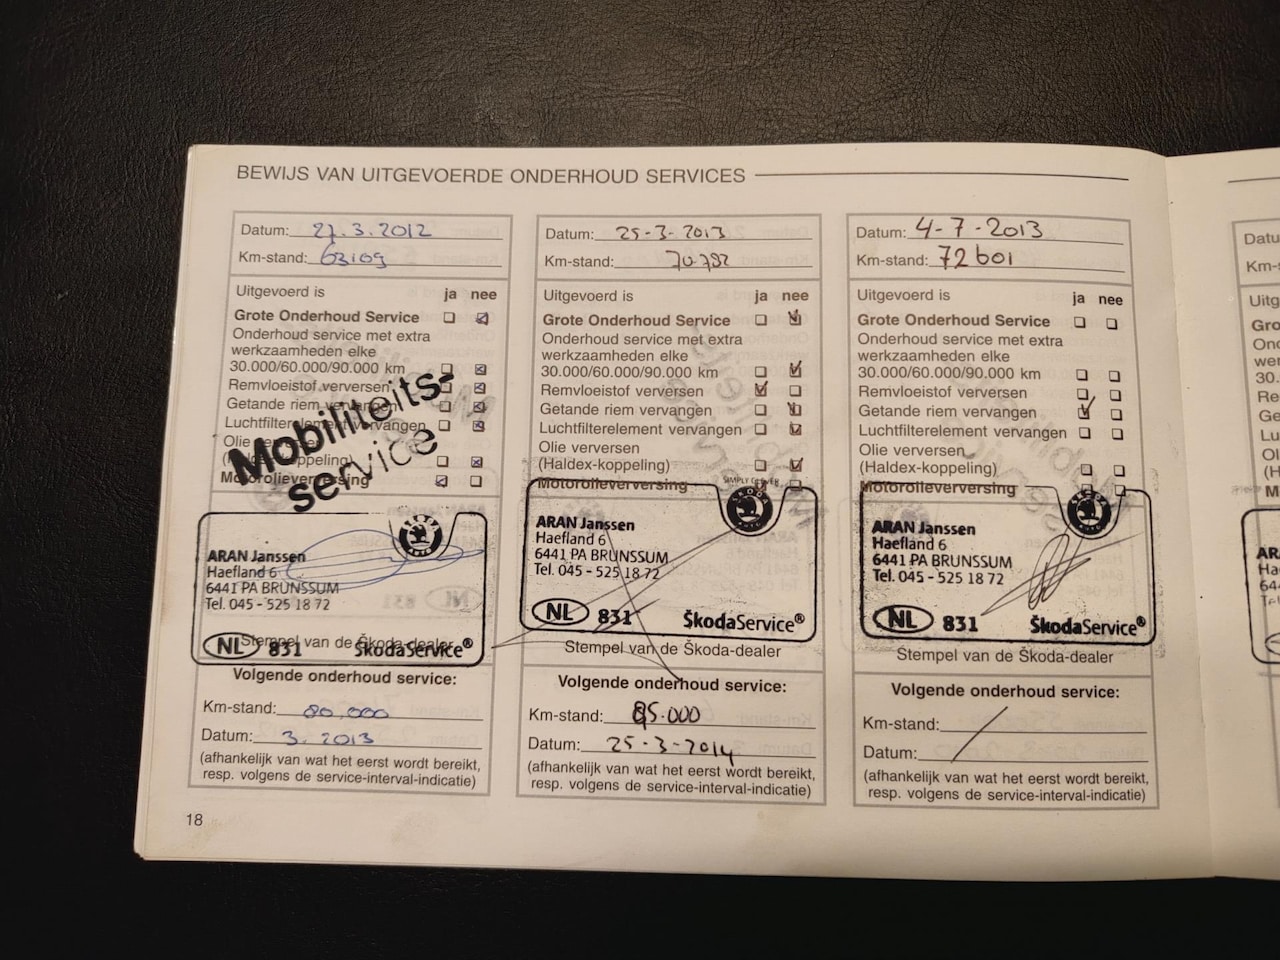 BEWIJS VAN UITGEVOERDE ONDERHOUD SERVICES
Datum: 27.3.2012
Km-stand: 63109
Uitgevoerd is ja nee
Grote Onderhoud Service
Onderhoud service met extra
werkzaamheden elke
30.000/60.000/90.000 km
Remvloeistof verversen
Getande riem vervangen
Luchtfilterelement vervangen
Olie verversen
(Haldex-koppeling)
Motorolieverversing
Mobiliteits-
service
ARAN Janssen
Haefland 6
6441 PA BRUNSSUM
Tel. 045 - 525 18 72
NL 831 ŠkodaService®
Stempel van de Škoda-dealer
Volgende onderhoud service:
Km-stand: 80.000
Datum: 3. 2013
(afhankelijk van wat het eerst wordt bereikt,
resp. volgens de service-interval-indicatie)
18
Datum: 25-3-2013
Km-stand: 70.782
Uitgevoerd is ja nee
Grote Onderhoud Service
Onderhoud service met extra
werkzaamheden elke
30.000/60.000/90.000 km
Remvloeistof verversen
Getande riem vervangen
Luchtfilterelement vervangen
Olie verversen
(Haldex-koppeling)
Motorolieverversing
SIMPLY CLEVER
ŠKODA
AUTO
ARAN Janssen
Haefland 6
6441 PA BRUNSSUM
Tel. 045 - 525 18 72
NL 831 ŠkodaService®
Stempel van de Škoda-dealer
Volgende onderhoud service:
Km-stand: 85.000
Datum: 25-3-2014
(afhankelijk van wat het eerst wordt bereikt,
resp. volgens de service-interval-indicatie)
Datum: 4-7-2013
Km-stand: 72601
Uitgevoerd is ja nee
Grote Onderhoud Service
Onderhoud service met extra
werkzaamheden elke
30.000/60.000/90.000 km
Remvloeistof verversen
Getande riem vervangen
Luchtfilterelement vervangen
Olie verversen
(Haldex-koppeling)
Motorolieverversing
ARAN Janssen
Haefland 6
6441 PA BRUNSSUM
Tel. 045 - 525 18 72
NL 831 ŠkodaService®
Stempel van de Škoda-dealer
Volgende onderhoud service:
Km-stand:
Datum:
(afhankelijk van wat het eerst wordt bereikt,
resp. volgens de service-interval-indicatie)